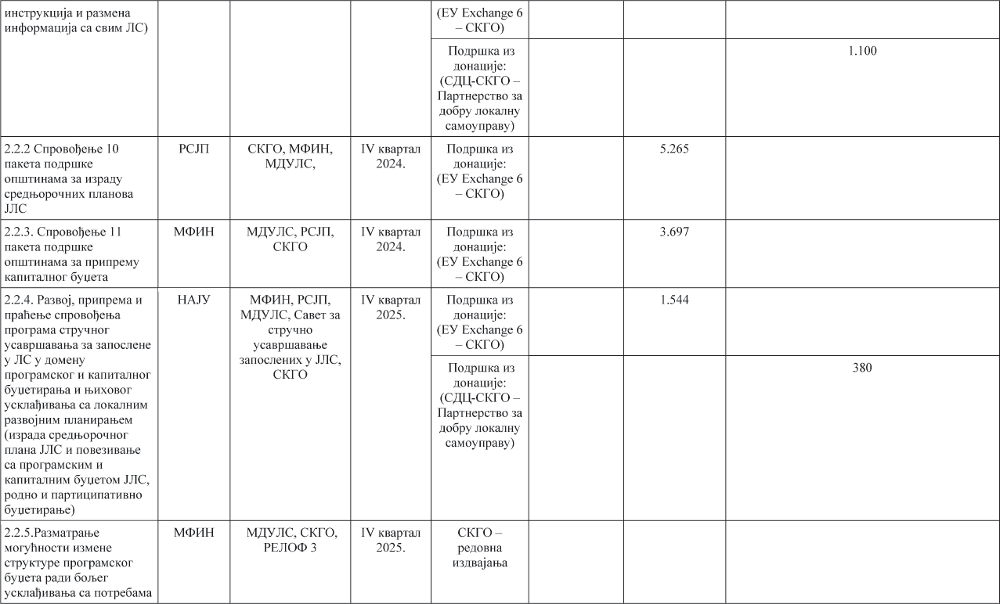 инструкција и размена
информација са свим ЛС)
(ЕУ Exchange 6
– СКГО)
Подршка из
донације:
(СДЦ-СКГО –
Партнерство за
добру локалну
самоуправу)
1.100
2.2.2 Спровођење 10
пакета подршке
општинама за израду
средњорочних планова
ЈЛС
РСЈП
СКГО, МФИН,
МДУЛС,
IV квартал
2024.
Подршка из
донације:
(ЕУ Exchange 6
– СКГО)
5.265
2.2.3. Спровођење 11
пакета подршке
општинама за припрему
капиталног буџета
МФИН
МДУЛС, РСЈП,
СКГО
IV квартал
2024.
Подршка из
донације:
(ЕУ Exchange 6
– СКГО)
3.697
2.2.4. Развој, припрема и
праћење спровођења
програма стручног
усавршавања за запослене
у ЛС у домену
програмског и капиталног
буџетирања и њиховог
усклађивања са локалним
развојним планирањем
(израда средњорочног
плана ЈЛС и повезивање
са програмским и
капиталним буџетом ЈЛС,
родно и партиципативно
буџетирање)
НАЈУ
МФИН, РСЈП,
МДУЛС, Савет за
стручно
усавршавање
запослених у ЈЛС,
СКГО
IV квартал
2025.
Подршка из
донације:
(ЕУ Exchange 6
– СКГО)
1.544
Подршка из
донације:
(СДЦ-СКГО –
Партнерство за
добру локалну
самоуправу)
380
2.2.5.Разматрање
могућности измене
структуре програмског
буџета ради бољег
усклађивања са потребама
МФИН
МДУЛС, СКГО,
РЕЛОФ 3
IV квартал
2025.
СКГО –
редовна
издвајања